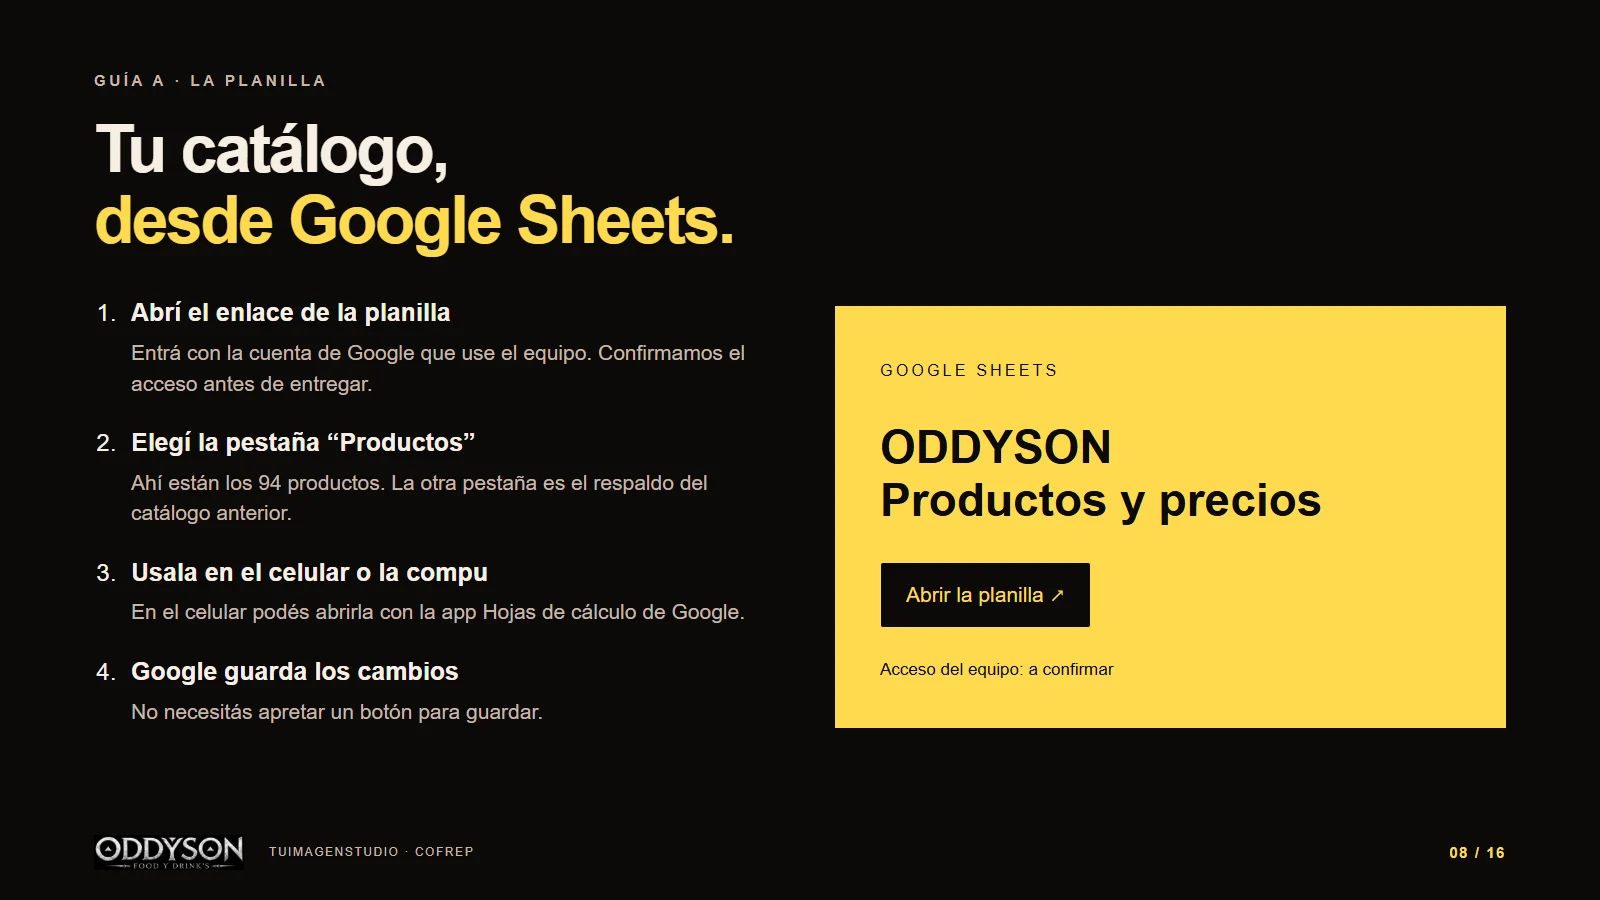 GUÍA A · LA PLANILLA
Tu catálogo,
desde Google Sheets.
1. Abrí el enlace de la planilla
Entrá con la cuenta de Google que use el equipo. Confirmamos el
acceso antes de entregar.
2. Elegí la pestaña “Productos”
Ahí están los 94 productos. La otra pestaña es el respaldo del
catálogo anterior.
3. Usala en el celular o la compu
En el celular podés abrirla con la app Hojas de cálculo de Google.
4. Google guarda los cambios
No necesitás apretar un botón para guardar.
GOOGLE SHEETS
ODDYSON
Productos y precios
Abrir la planilla ↗
Acceso del equipo: a confirmar
ODDYSON
FOOD Y DRINK'S
TUIMAGENSTUDIO · COFREP
08 / 16